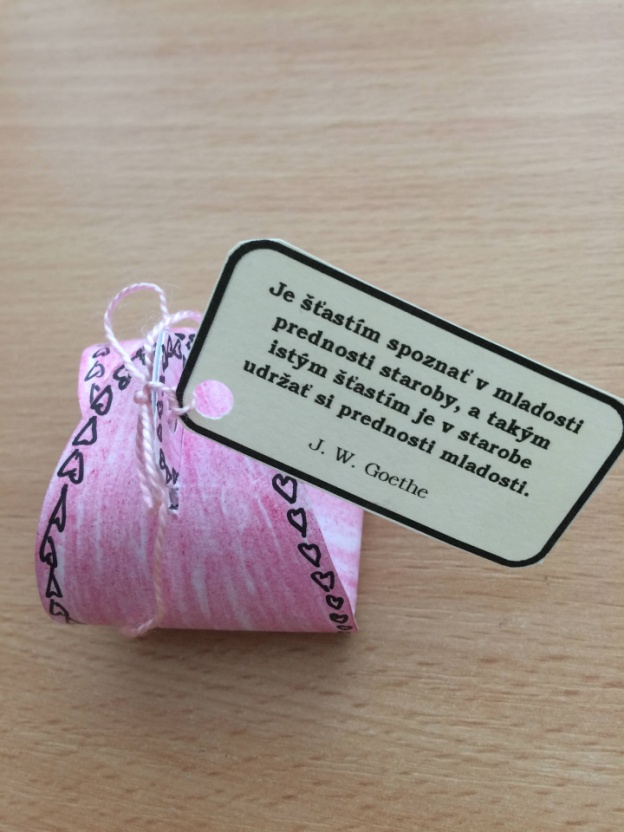 Je šťastím spoznať v mladosti
prednosti staroby, a takým
istým šťastím je v starobe
udržať si prednosti mladosti.
J. W. Goethe